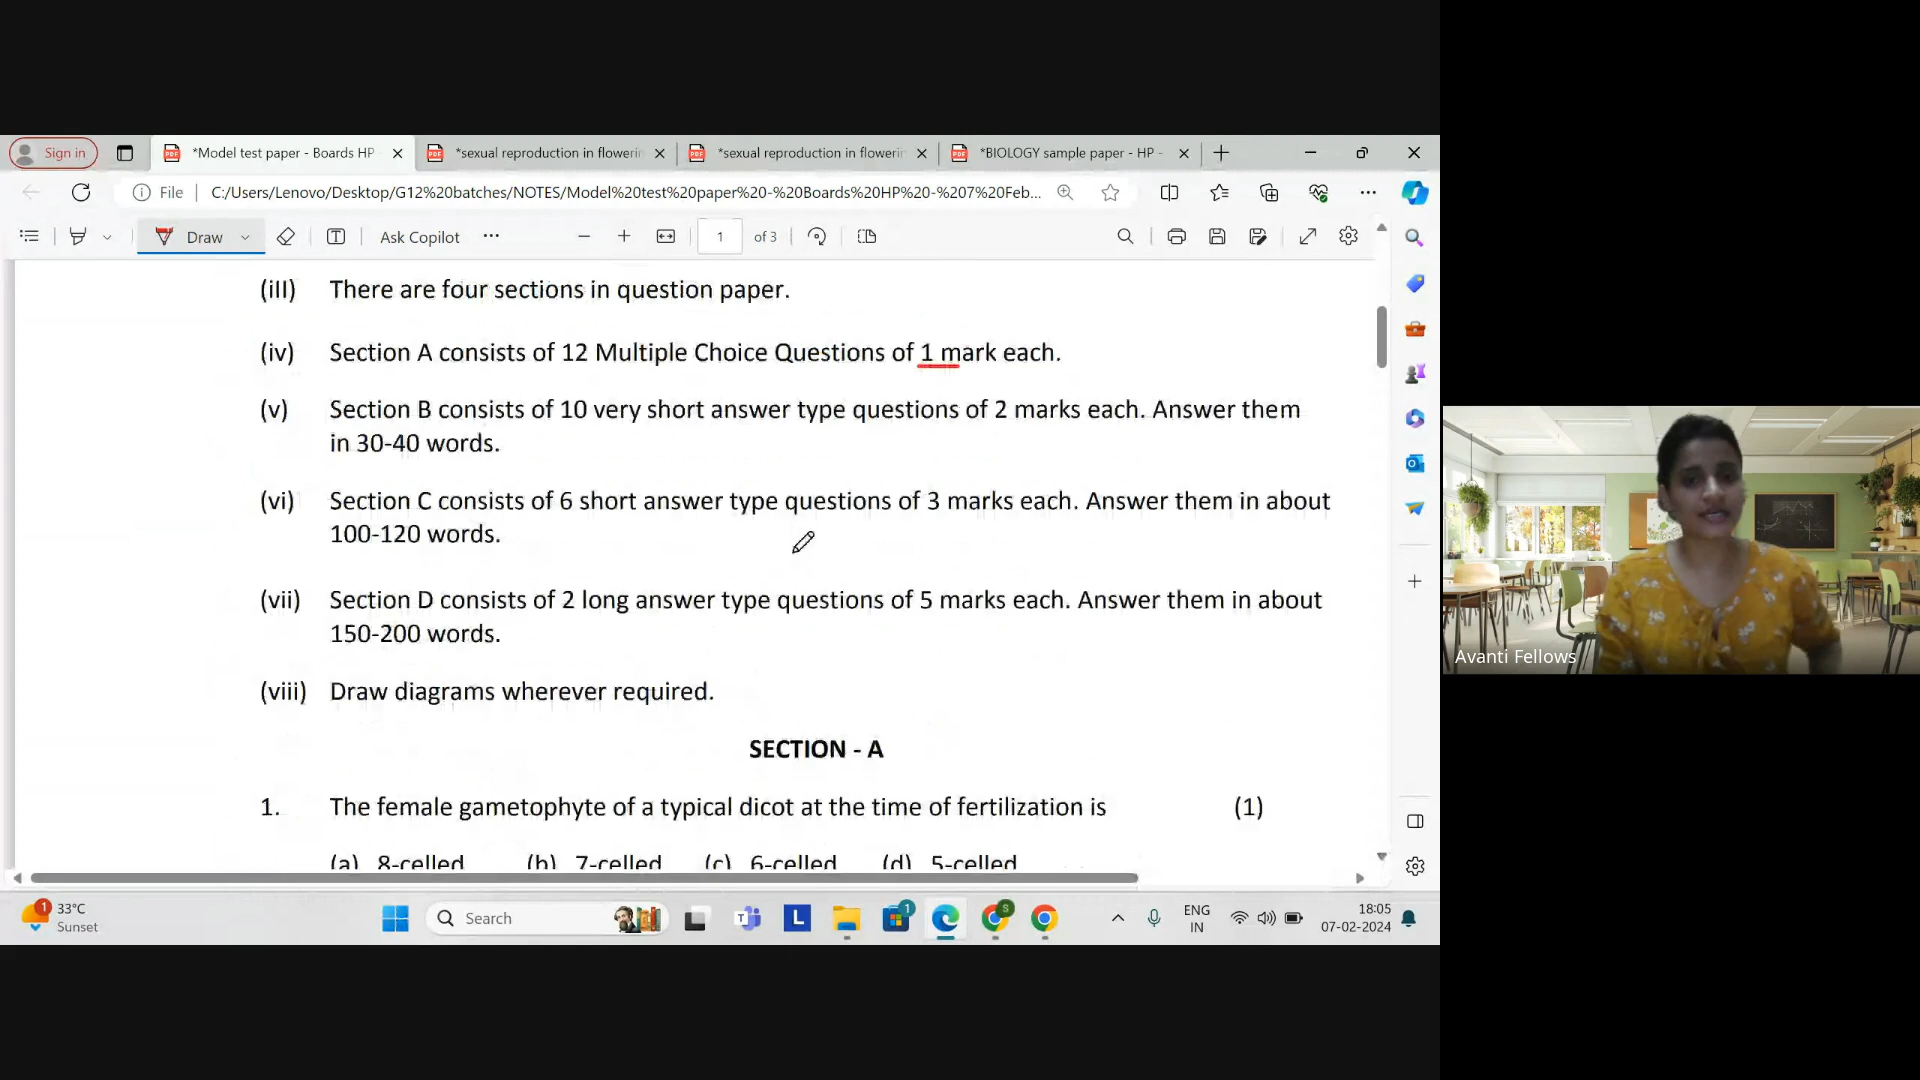 Sign in
*Model test paper - Boards HP
*sexual reproduction in flowerin
*sexual reproduction in flowerin
*BIOLOGY sample paper - HP -
File
C:/Users/Lenovo/Desktop/G12%20batches/NOTES/Model%20test%20paper%20-%20Boards%20HP%20-%207%20Feb...
Draw
Ask Copilot
1
of 3
(iii) There are four sections in question paper.
(iv) Section A consists of 12 Multiple Choice Questions of 1 mark each.
(v) Section B consists of 10 very short answer type questions of 2 marks each. Answer them
in 30-40 words.
(vi) Section C consists of 6 short answer type questions of 3 marks each. Answer them in about
100-120 words.
(vii) Section D consists of 2 long answer type questions of 5 marks each. Answer them in about
150-200 words.
(viii) Draw diagrams wherever required.
SECTION - A
1. The female gametophyte of a typical dicot at the time of fertilization is (1)
(a) 8-celled (b) 7-celled (c) 6-celled (d) 5-celled
Avanti Fellows
1
33°C
Sunset
Search
L
1
S
ENG
IN
18:05
07-02-2024